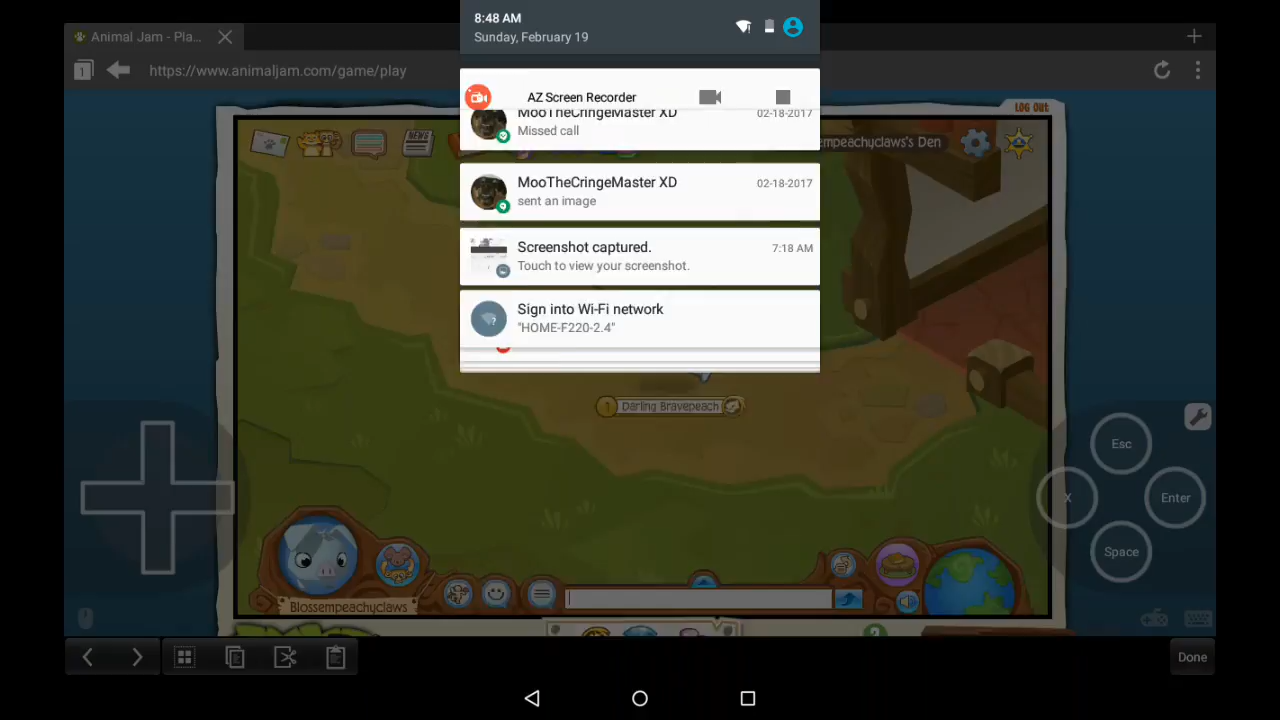 8:48 AM
Sunday, February 19
Animal Jam - Pla...
1
https://www.animaljam.com/game/play
AZ Screen Recorder
MooTheCringeMaster XD
02-18-2017
Missed call
MooTheCringeMaster XD
02-18-2017
sent an image
Screenshot captured.
7:18 AM
Touch to view your screenshot.
Sign into Wi-Fi network
"HOME-F220-2.4"
LOG OUT
NEWS
empeachyclaws's Den
1 Darling Bravepeach
Esc
X
Enter
Space
Blossempeachyclaws
Done